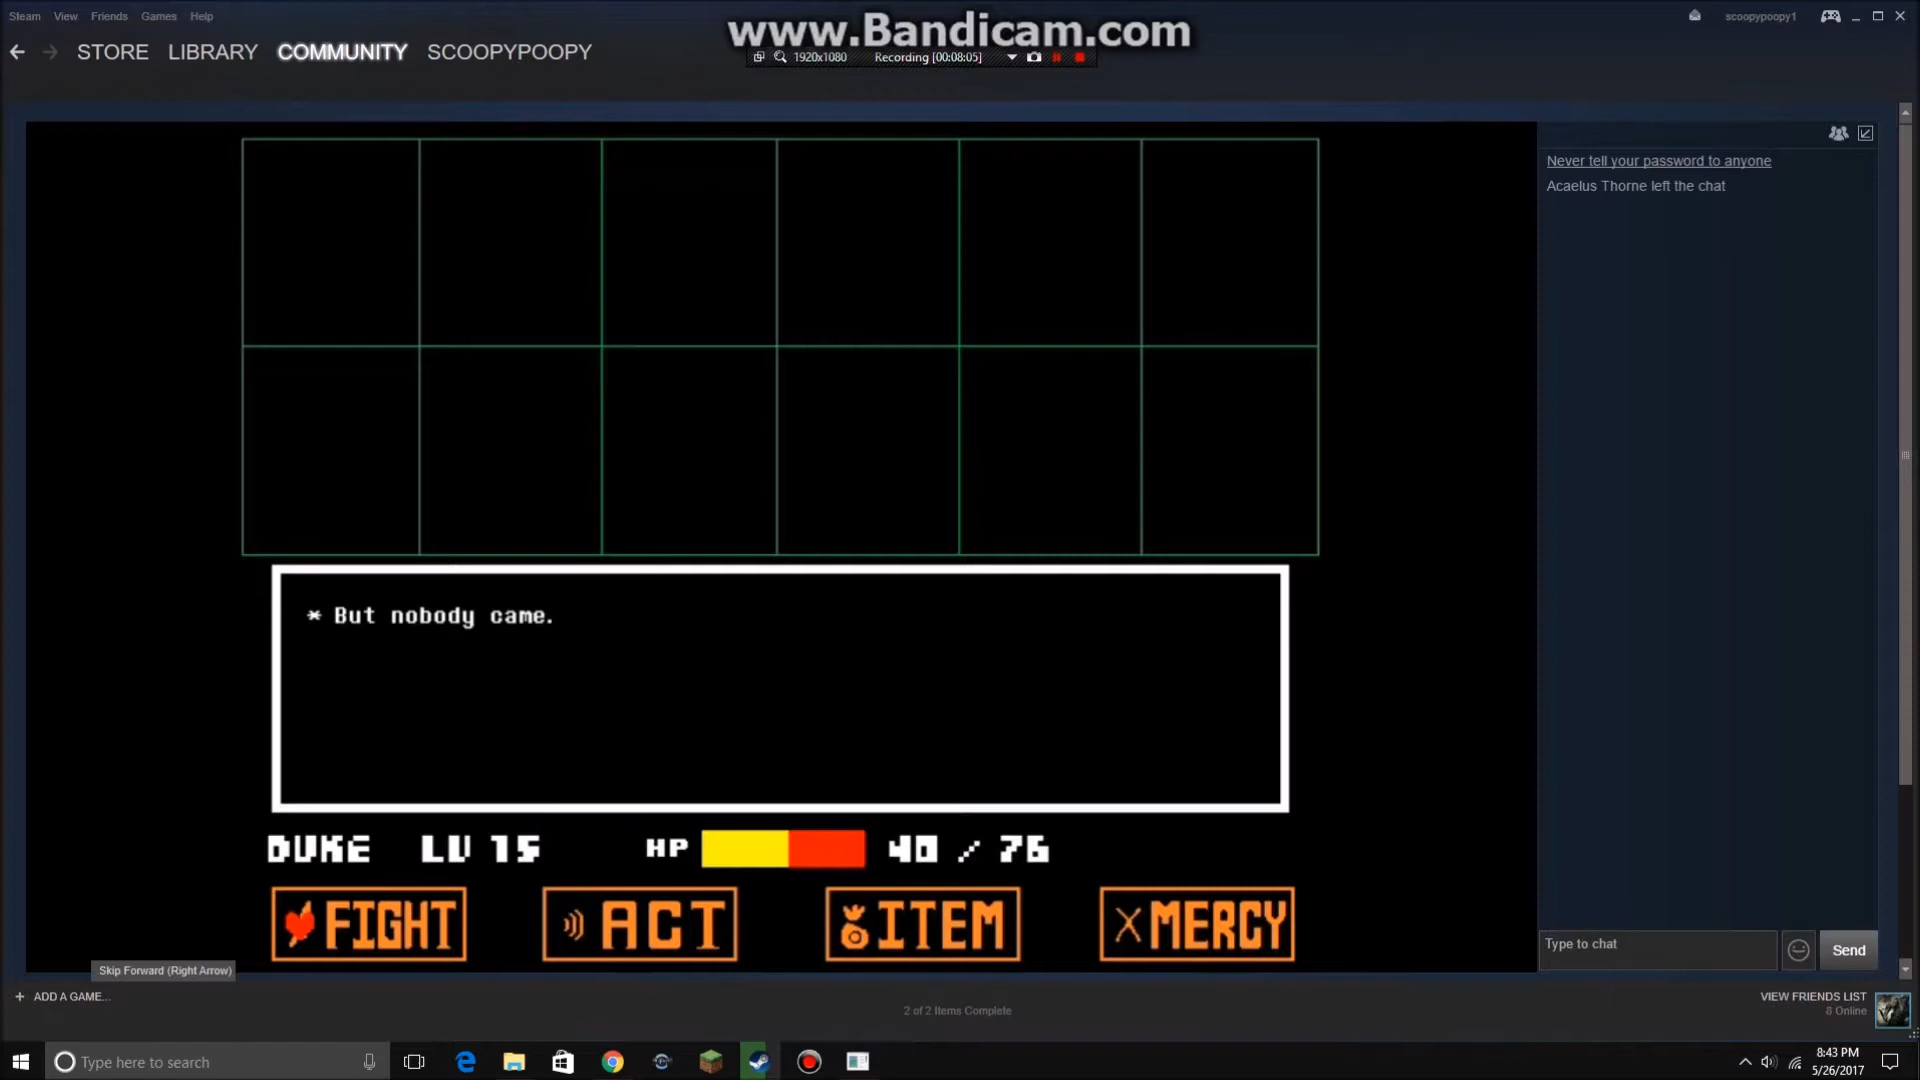 Steam View Friends Games Help
www.Bandicam.com
scoopypoopy1
STORE LIBRARY COMMUNITY SCOOPYPOOPY
1920x1080 Recording [00:08:05]
Never tell your password to anyone
Acaelus Thorne left the chat
* But nobody came.
DUKE LV 15 HP 40 / 76
FIGHT ACT ITEM MERCY
Type to chat
Send
Skip Forward (Right Arrow)
+ ADD A GAME...
VIEW FRIENDS LIST
2 of 2 Items Complete
8 Online
Type here to search
8:43 PM
5/26/2017